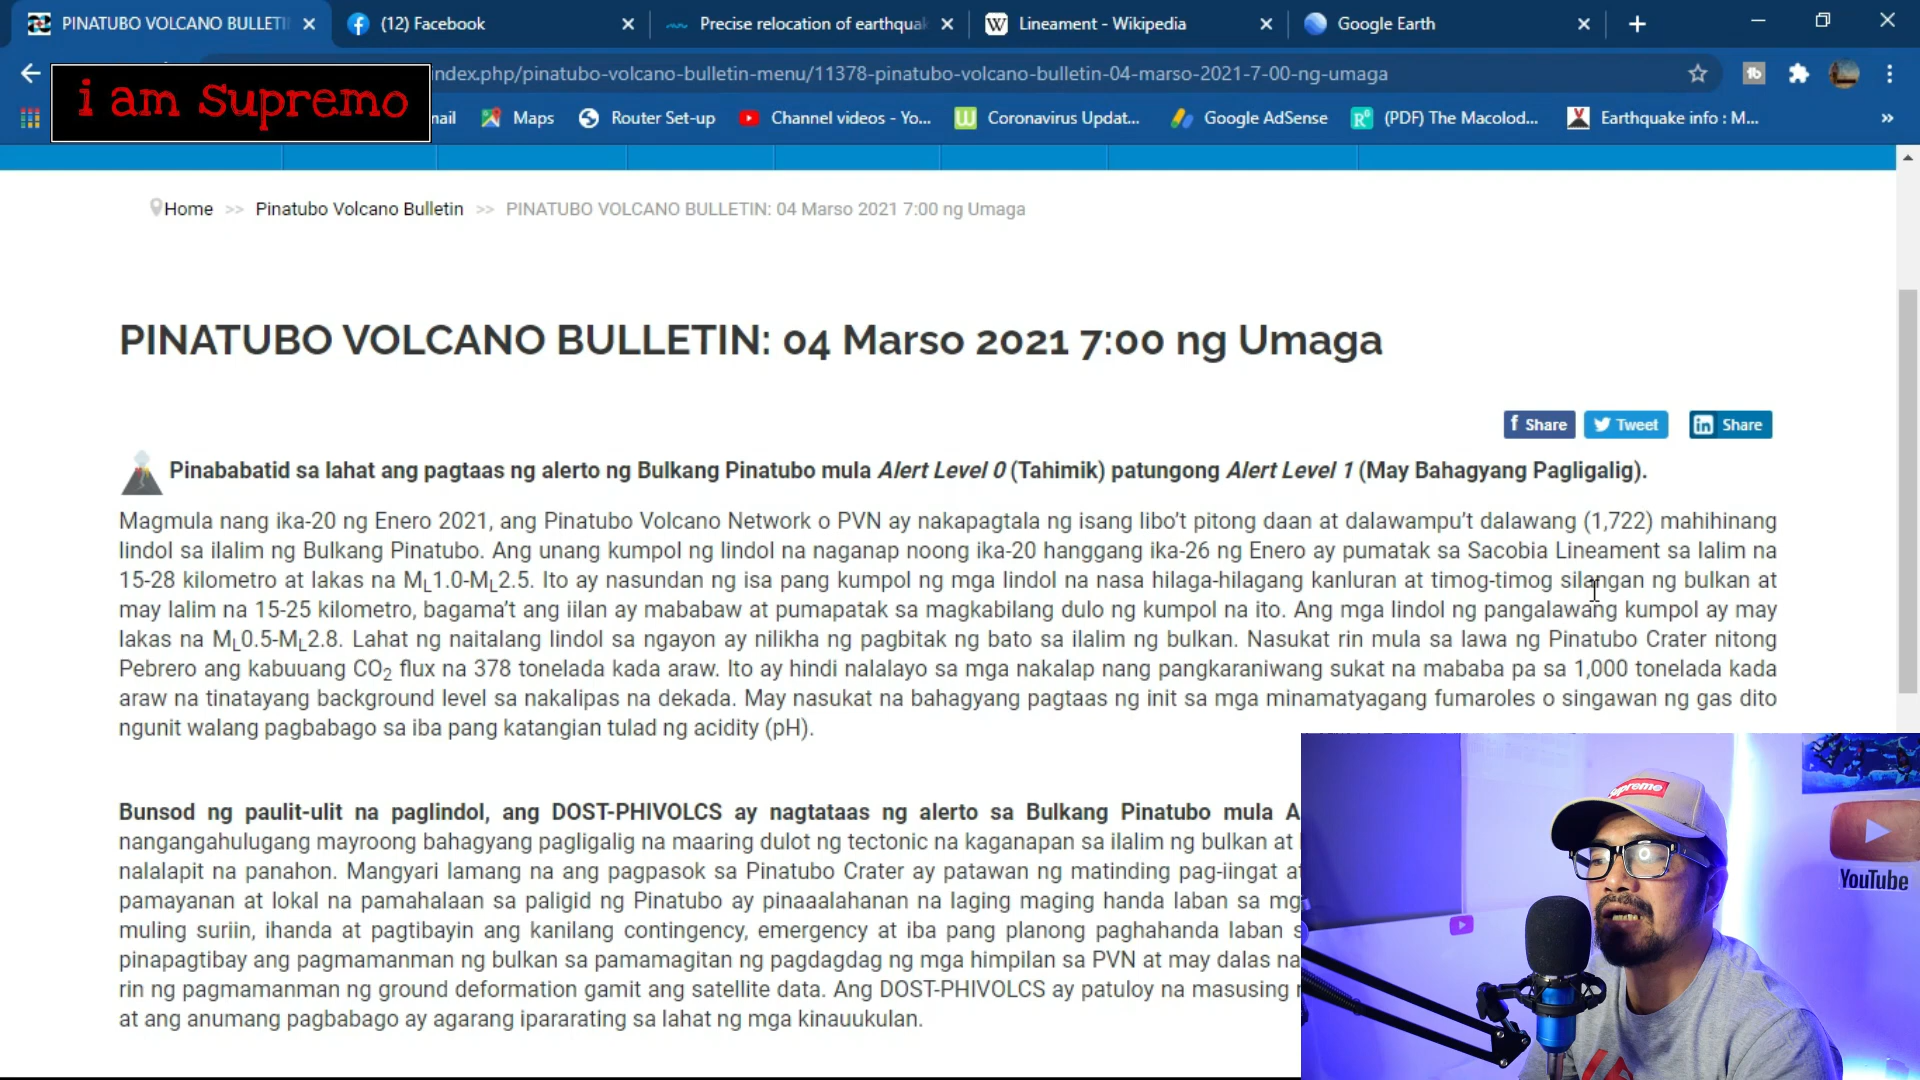 PINATUBO VOLCANO BULLETIN
(12) Facebook
Precise relocation of earthquak
Lineament - Wikipedia
Google Earth
i am supremo
ndex.php/pinatubo-volcano-bulletin-menu/11378-pinatubo-volcano-bulletin-04-marso-2021-7-00-ng-umaga
nail
Maps
Router Set-up
Channel videos - Yo...
Coronavirus Updat...
Google AdSense
(PDF) The Macolod...
Earthquake info : M...
Home >> Pinatubo Volcano Bulletin >> PINATUBO VOLCANO BULLETIN: 04 Marso 2021 7:00 ng Umaga
PINATUBO VOLCANO BULLETIN: 04 Marso 2021 7:00 ng Umaga
Share Tweet Share
Pinababatid sa lahat ang pagtaas ng alerto ng Bulkang Pinatubo mula Alert Level 0 (Tahimik) patungong Alert Level 1 (May Bahagyang Pagligalig).
Magmula nang ika-20 ng Enero 2021, ang Pinatubo Volcano Network o PVN ay nakapagtala ng isang libo't pitong daan at dalawampu't dalawang (1,722) mahihinang
lindol sa ilalim ng Bulkang Pinatubo. Ang unang kumpol ng lindol na naganap noong ika-20 hanggang ika-26 ng Enero ay pumatak sa Sacobia Lineament sa lalim na
15-28 kilometro at lakas na ML1.0-ML2.5. Ito ay nasundan ng isa pang kumpol ng mga lindol na nasa hilaga-hilagang kanluran at timog-timog silangan ng bulkan at
may lalim na 15-25 kilometro, bagama't ang iilan ay mababaw at pumapatak sa magkabilang dulo ng kumpol na ito. Ang mga lindol ng pangalawang kumpol ay may
lakas na ML0.5-ML2.8. Lahat ng naitalang lindol sa ngayon ay nilikha ng pagbitak ng bato sa ilalim ng bulkan. Nasukat rin mula sa lawa ng Pinatubo Crater nitong
Pebrero ang kabuuang CO2 flux na 378 tonelada kada araw. Ito ay hindi nalalayo sa mga nakalap nang pangkaraniwang sukat na mababa pa sa 1,000 tonelada kada
araw na tinatayang background level sa nakalipas na dekada. May nasukat na bahagyang pagtaas ng init sa mga minamatyagang fumaroles o singawan ng gas dito
ngunit walang pagbabago sa iba pang katangian tulad ng acidity (pH).
Bunsod ng paulit-ulit na paglindol, ang DOST-PHIVOLCS ay nagtataas ng alerto sa Bulkang Pinatubo mula A
nangangahulugang mayroong bahagyang pagligalig na maaring dulot ng tectonic na kaganapan sa ilalim ng bulkan at
nalalapit na panahon. Mangyari lamang na ang pagpasok sa Pinatubo Crater ay patawan ng matinding pag-iingat at
pamayanan at lokal na pamahalaan sa paligid ng Pinatubo ay pinaaalahanan na laging maging handa laban sa mg
muling suriin, ihanda at pagtibayin ang kanilang contingency, emergency at iba pang planong paghahanda laban s
pinapagtibay ang pagmamanman ng bulkan sa pamamagitan ng pagdagdag ng mga himpilan sa PVN at may dalas na
rin ng pagmamanman ng ground deformation gamit ang satellite data. Ang DOST-PHIVOLCS ay patuloy na masusing
at ang anumang pagbabago ay agarang ipararating sa lahat ng mga kinauukulan.
Supreme
YouTube